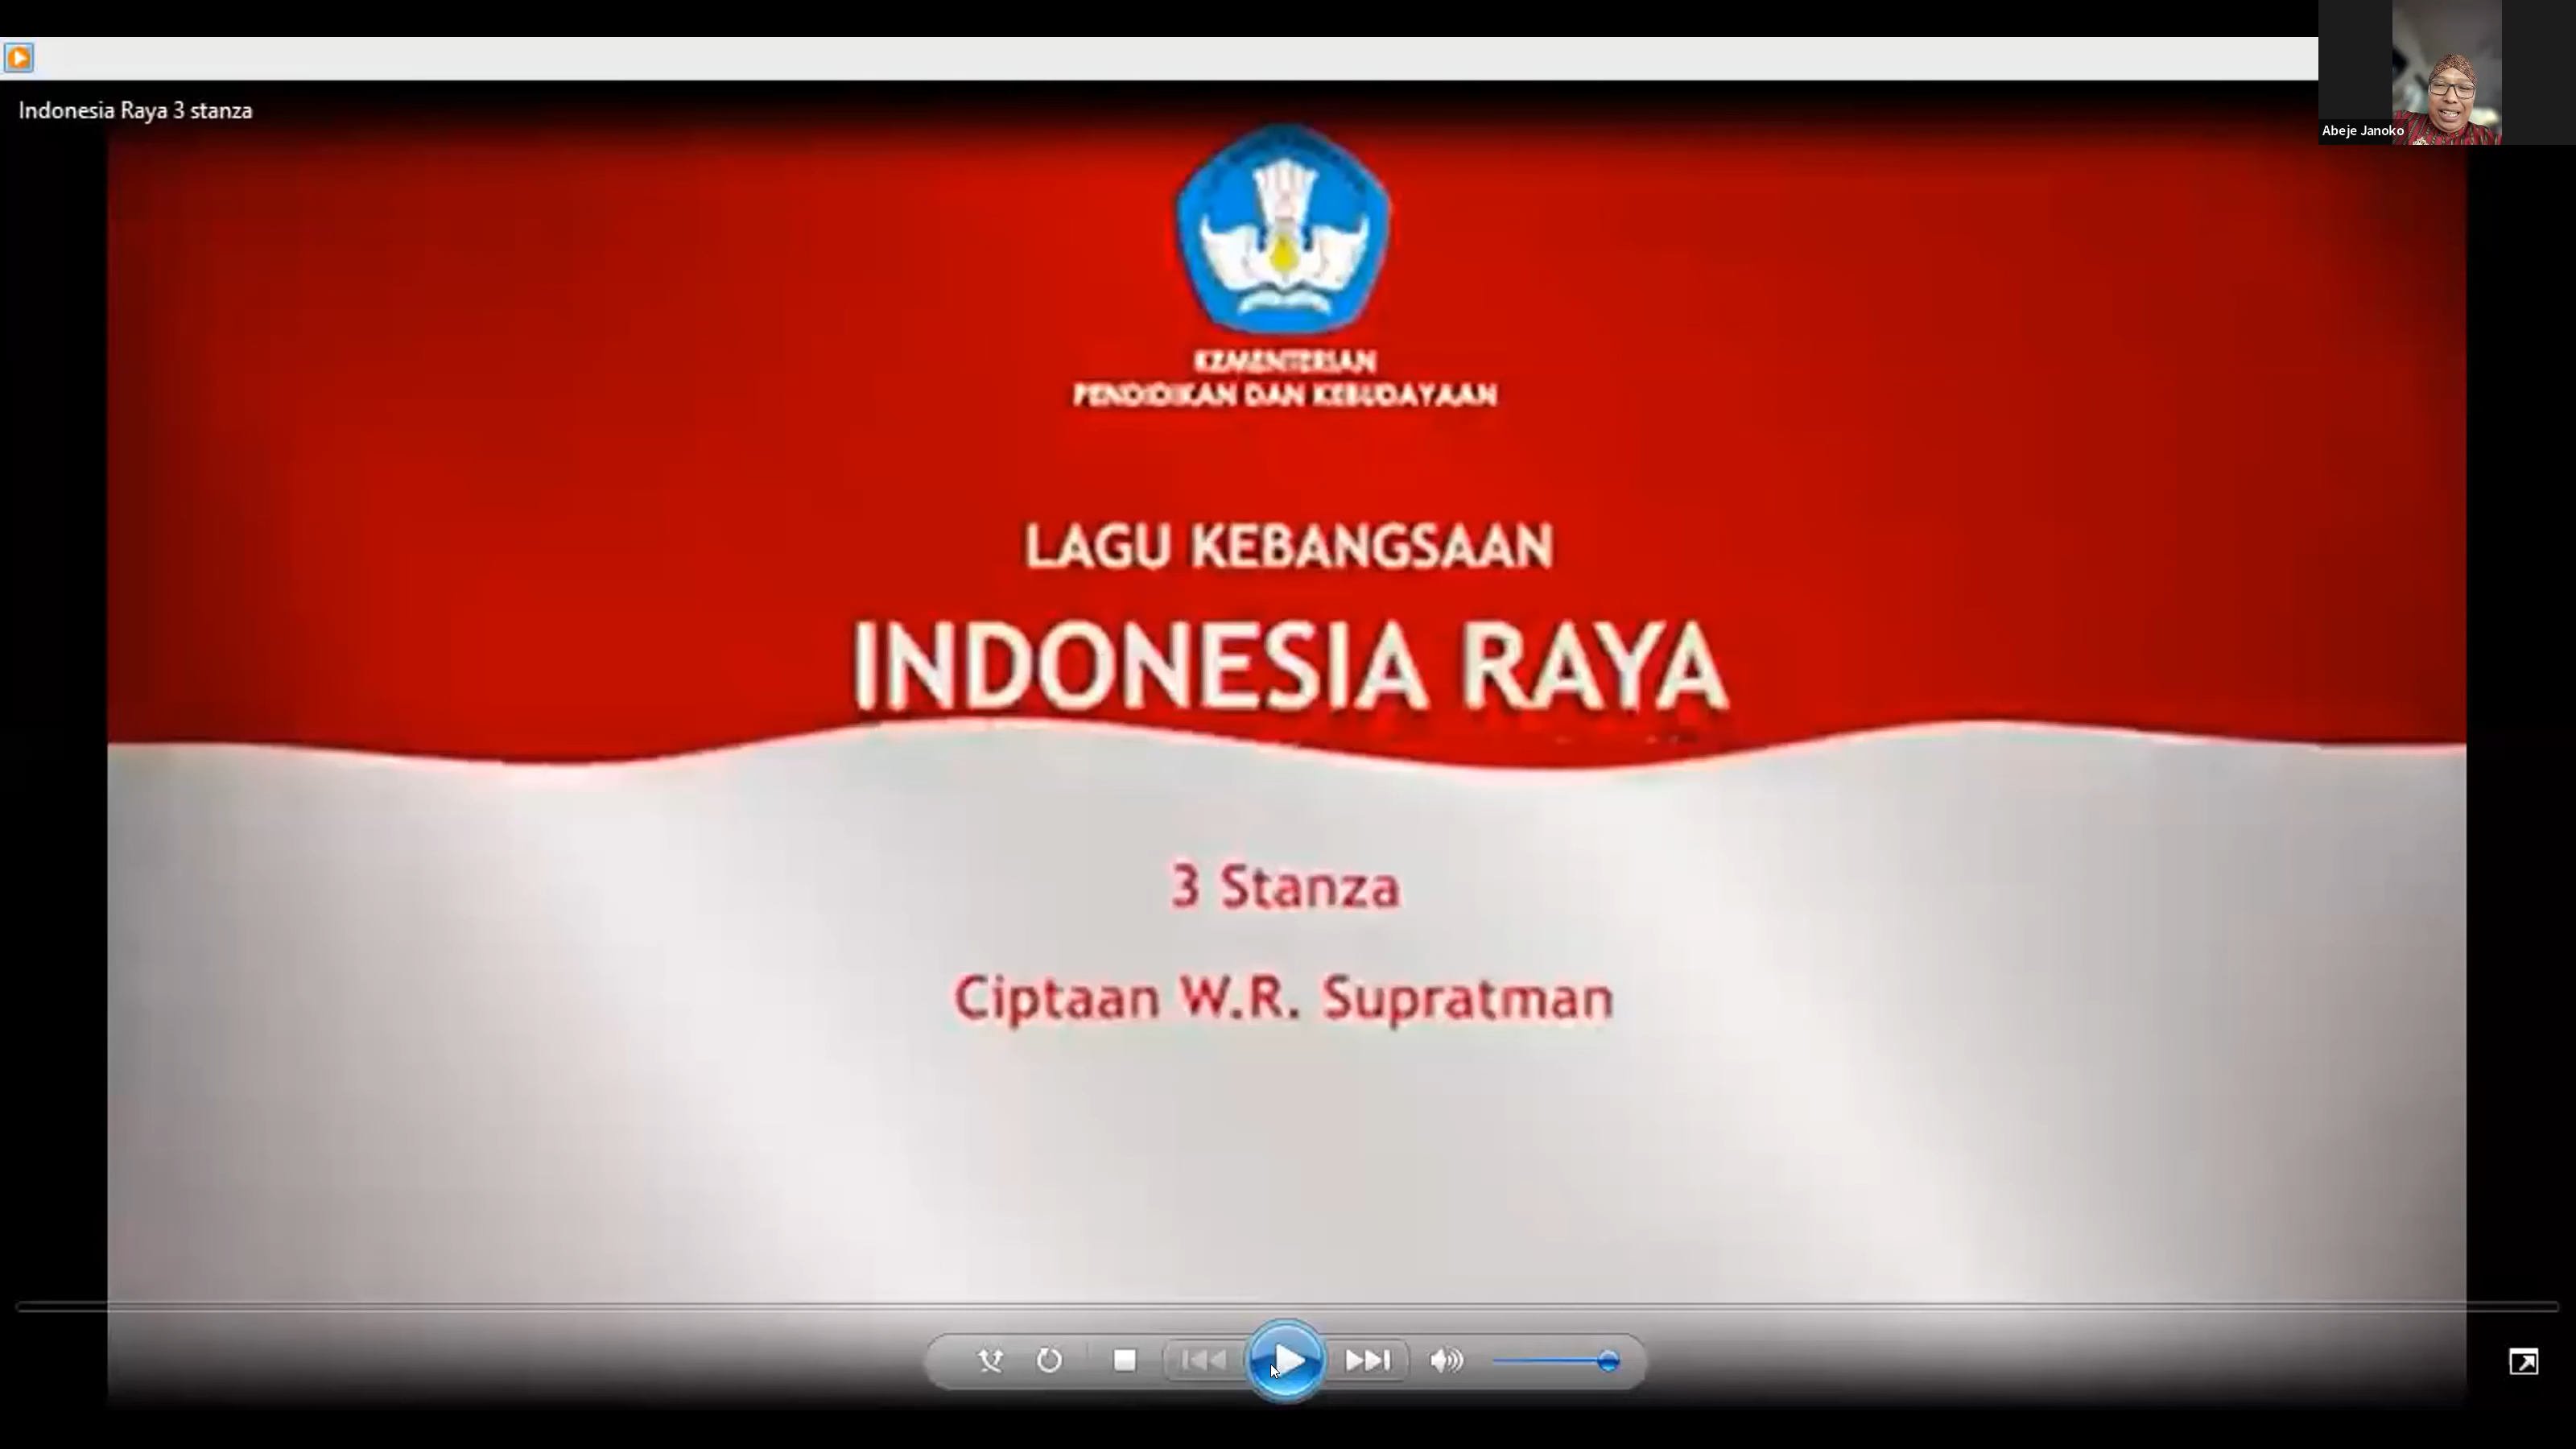 Indonesia Raya 3 stanza
Abeje Janoko
KEMENTERIAN
PENDIDIKAN DAN KEBUDAYAAN
LAGU KEBANGSAAN
INDONESIA RAYA
3 Stanza
Ciptaan W.R. Supratman